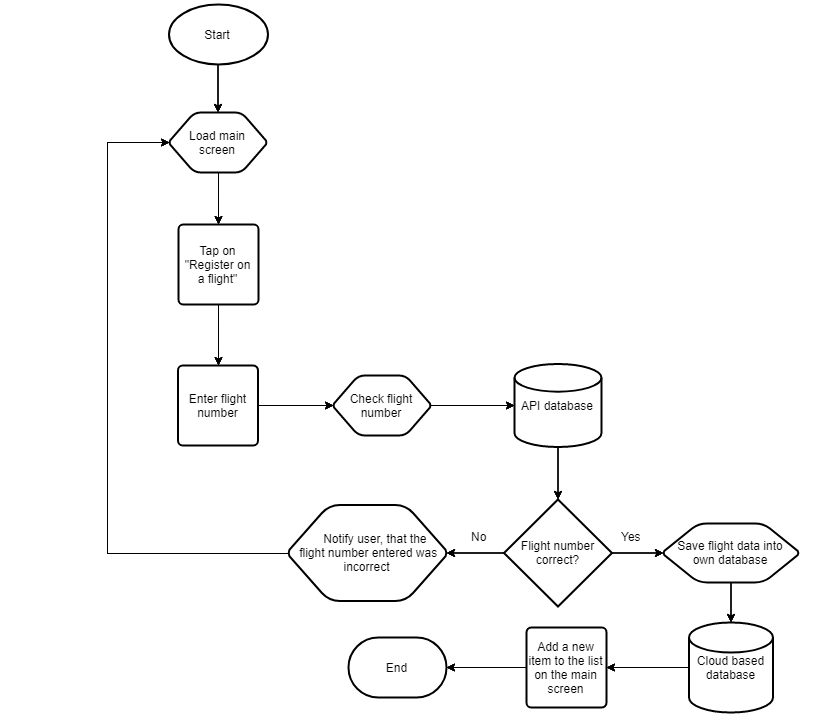 Start
Load main
screen
Tap on
"Register on
a flight"
Enter flight
number
Check flight
number
API database
Flight number
correct?
No
Yes
Notify user, that the
flight number entered was
incorrect
Save flight data into
own database
Cloud based
database
Add a new
item to the list
on the main
screen
End